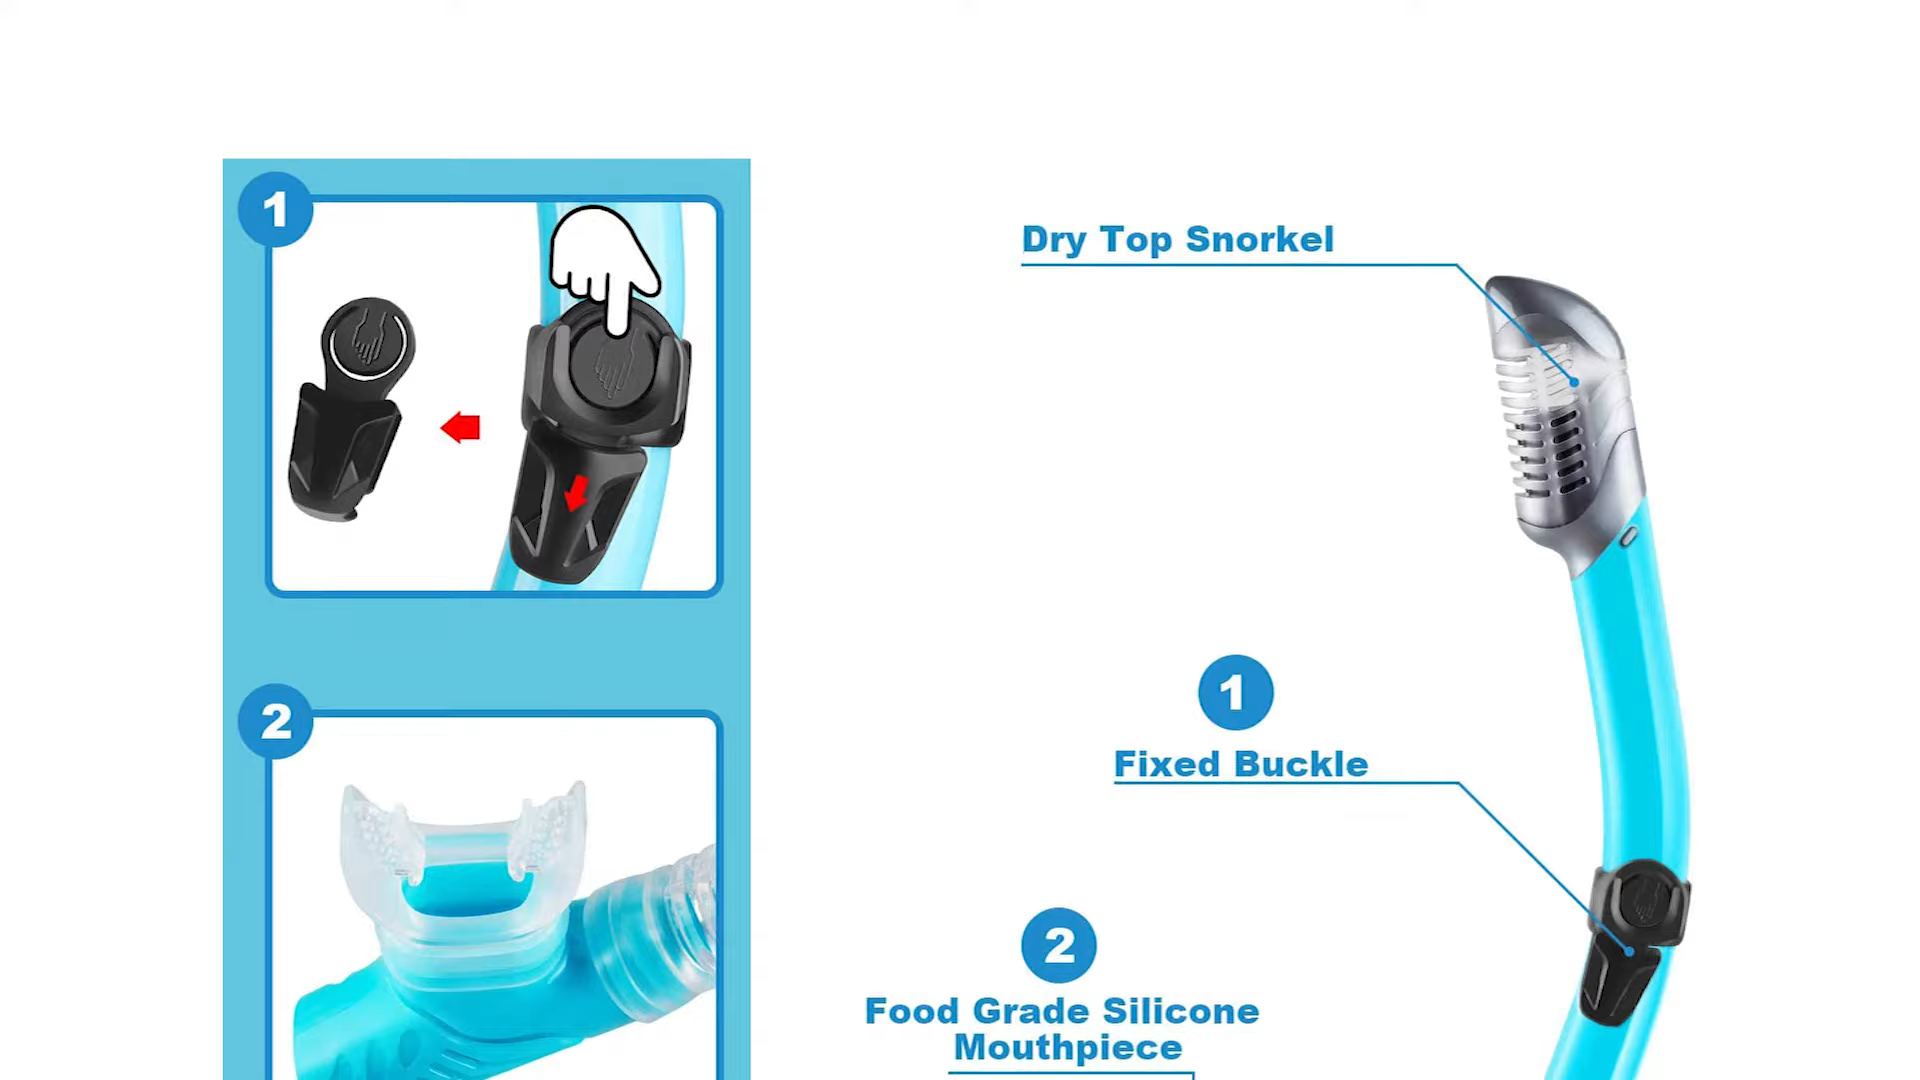 1
2
Dry Top Snorkel
1
Fixed Buckle
2
Food Grade Silicone
Mouthpiece